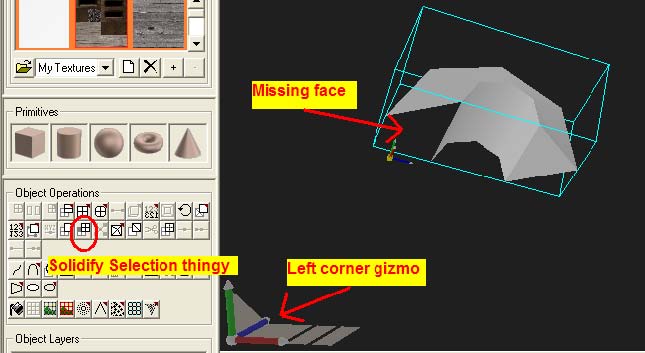 My Textures
+
-
Missing face
Primitives
Object Operations
Solidify Selection thingy
Left corner gizmo
Object Layers